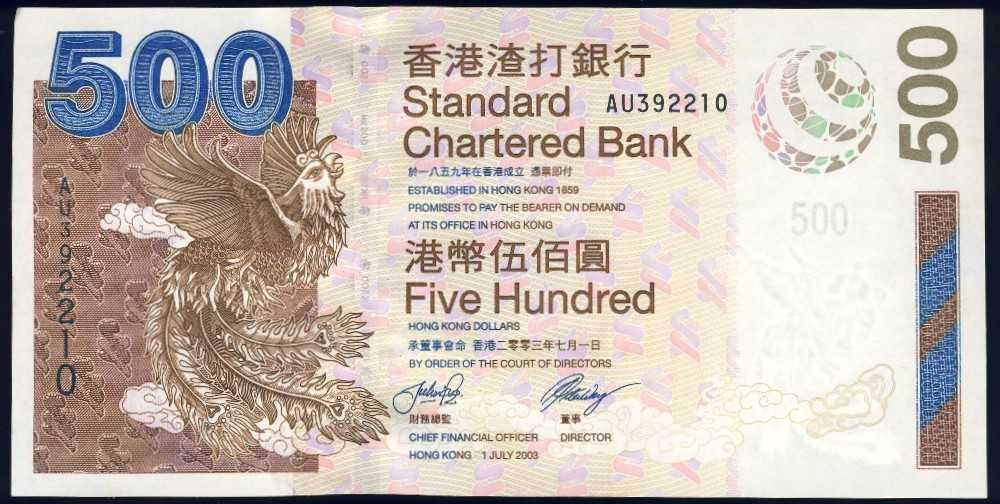 500
香港渣打銀行
Standard
Chartered Bank
AU392210
500
於一八五九年在香港成立 憑票即付
ESTABLISHED IN HONG KONG 1859
PROMISES TO PAY THE BEARER ON DEMAND
AT ITS OFFICE IN HONG KONG
AU392210
500
港幣伍佰圓
Five Hundred
HONG KONG DOLLARS
承董事會命 香港二零零三年七月一日
BY ORDER OF THE COURT OF DIRECTORS
財務總監 董事
CHIEF FINANCIAL OFFICER DIRECTOR
HONG KONG 1 JULY 2003